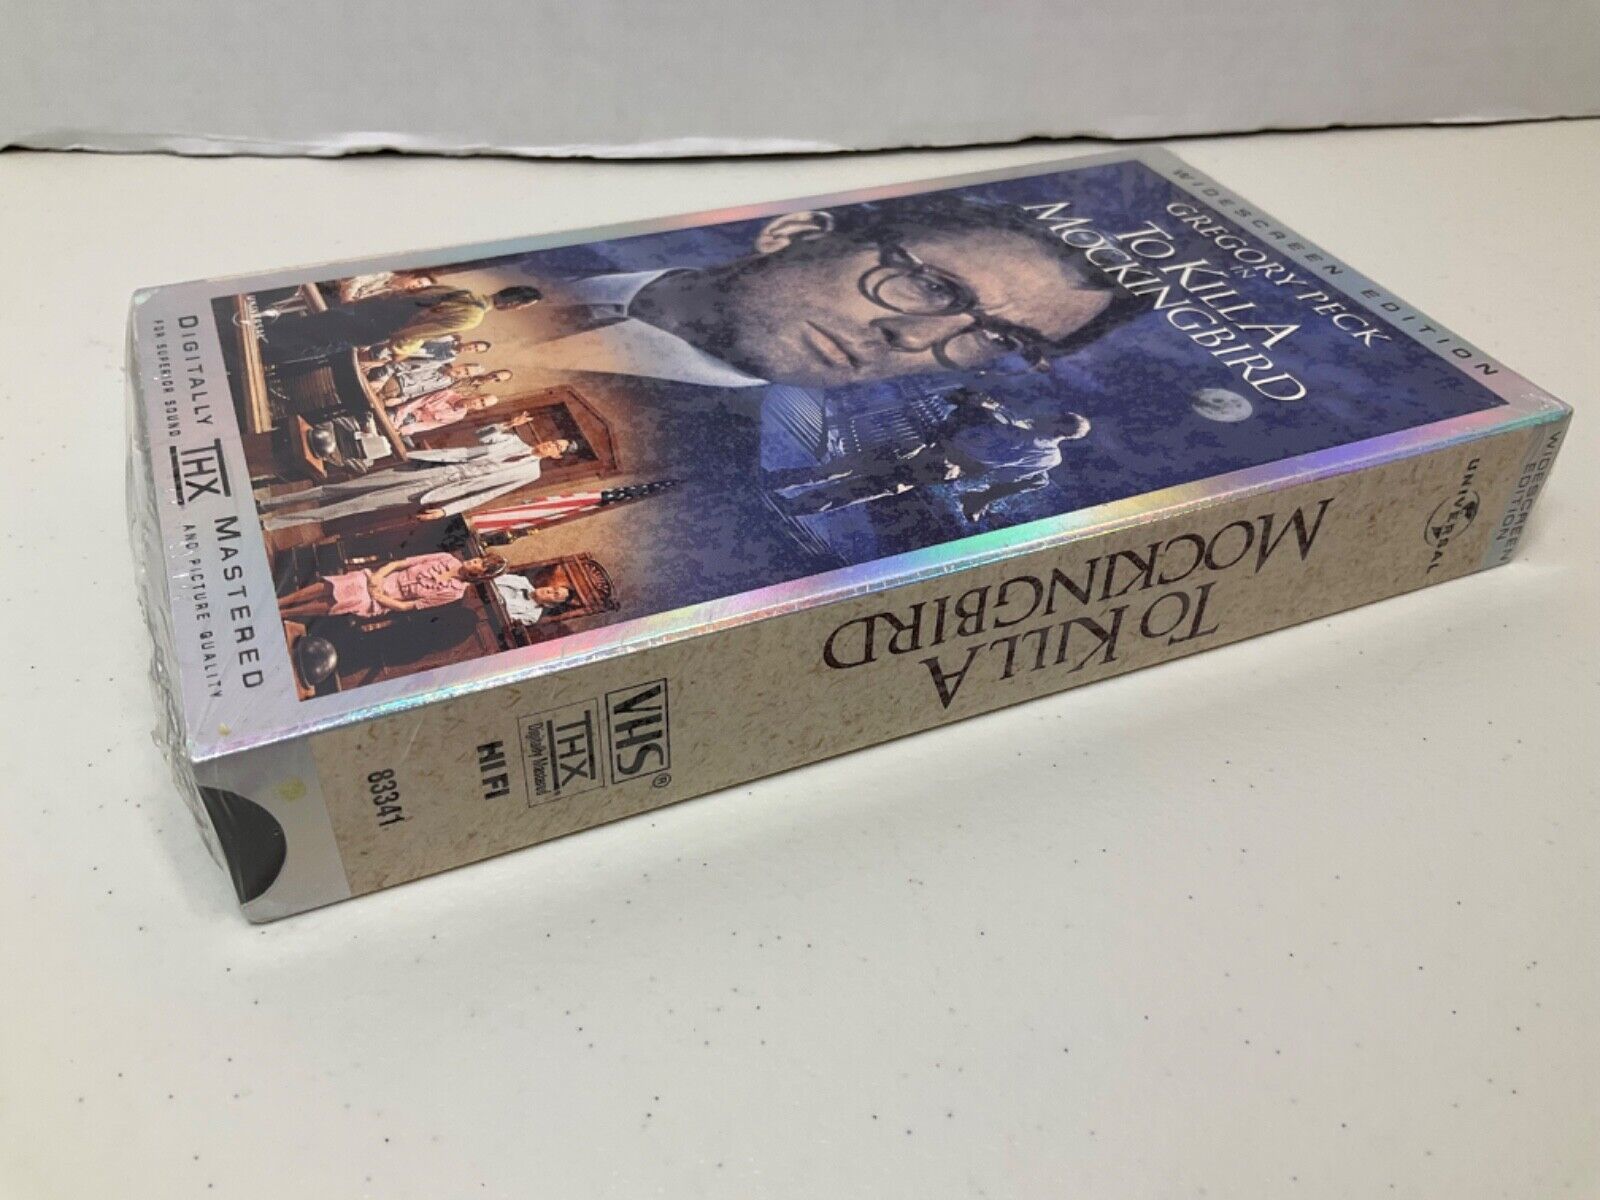 WIDESCREEN EDITION
GREGORY PECK
IN
TO KILL A
MOCKINGBIRD
DIGITALLY THX MASTERED
FOR SUPERIOR SOUND AND PICTURE QUALITY
WIDESCREEN
EDITION
UNIVERSAL
TO KILL A
MOCKINGBIRD
VHS®
THX
Digitally Mastered
HI FI
83341